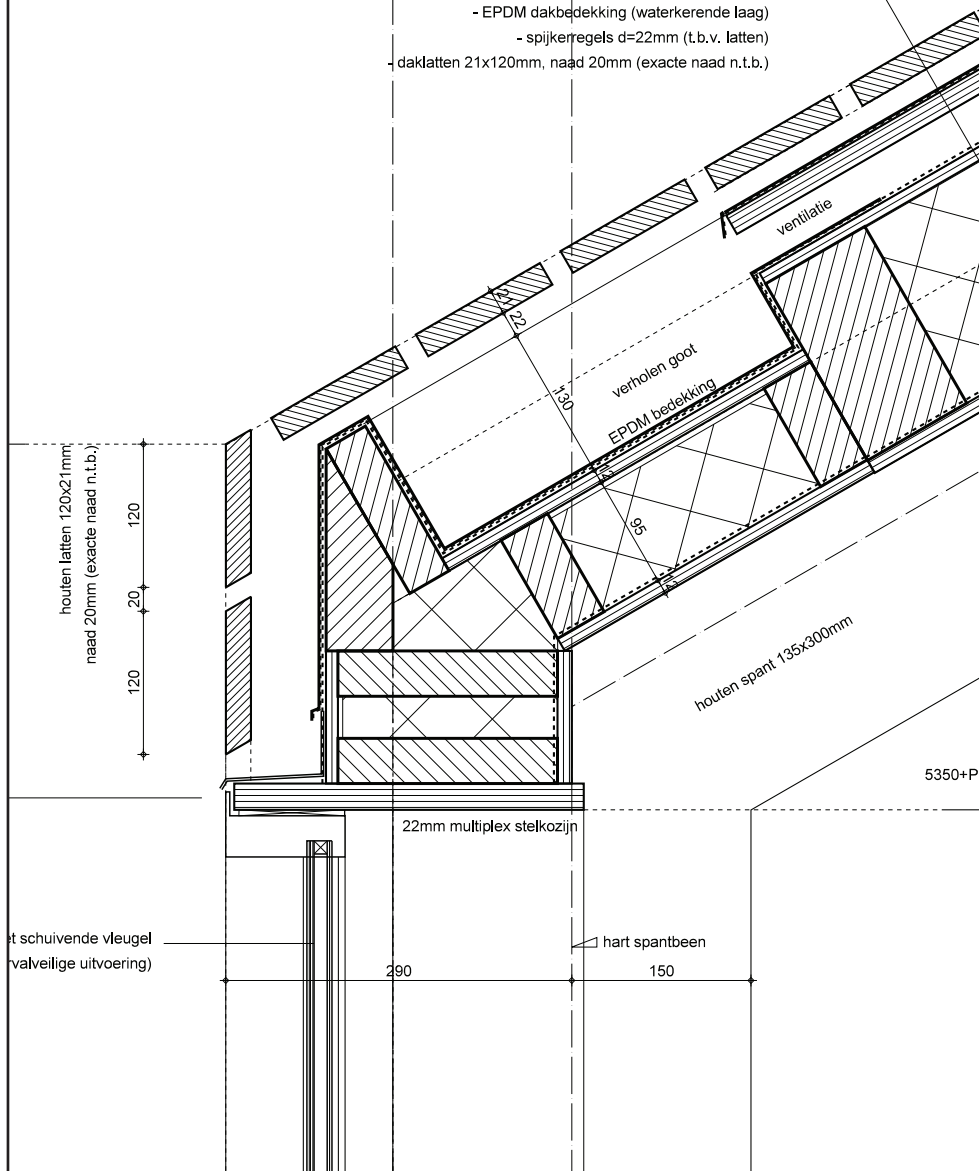 - EPDM dakbedekking (waterkerende laag)
- spijkerregels d=22mm (t.b.v. latten)
- daklatten 21x120mm, naad 20mm (exacte naad n.t.b.)
ventilatie
21
22
130
verholen goot
EPDM bedekking
12
95
12
houten latten 120x21mm
naad 20mm (exacte naad n.t.b.)
120
20
120
houten spant 135x300mm
5350+P
22mm multiplex stelkozijn
et schuivende vleugel
rvalveilige uitvoering)
hart spantbeen
290
150